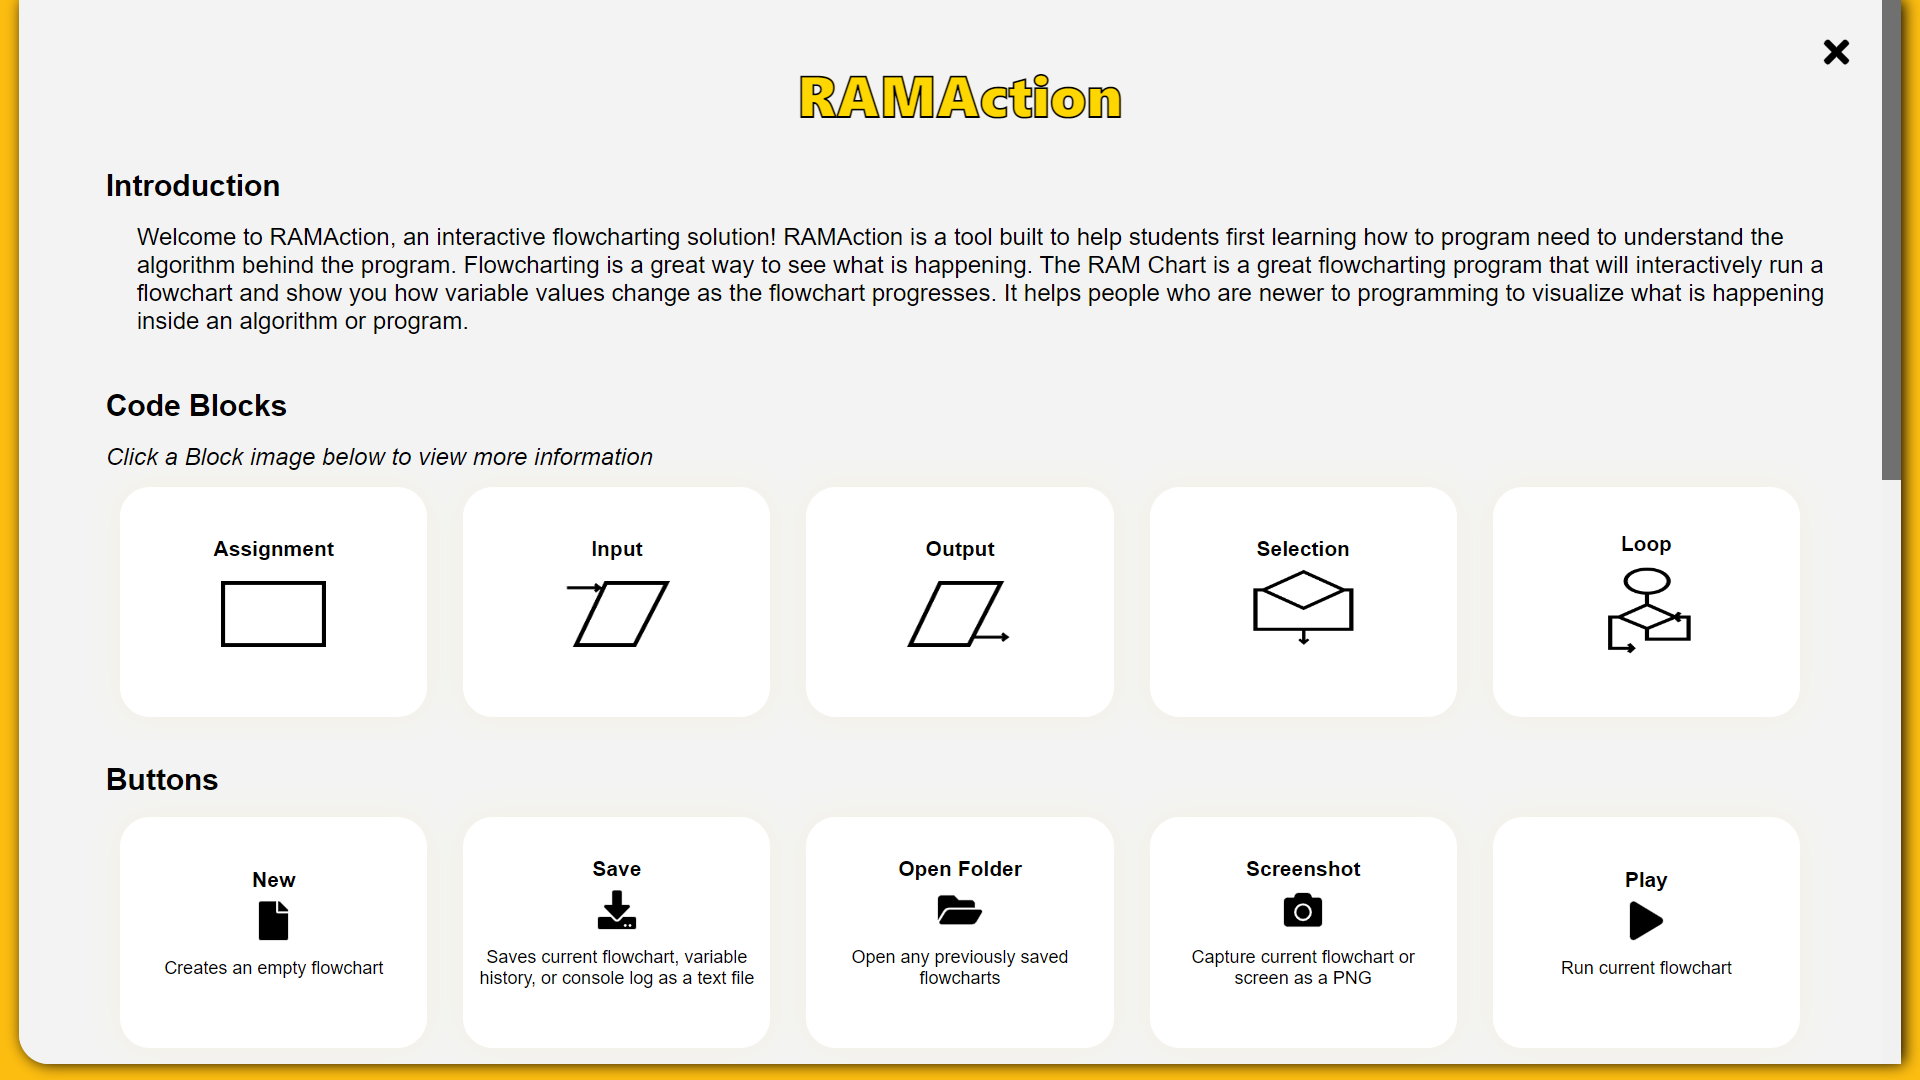 RAMAction
Introduction
Welcome to RAMAction, an interactive flowcharting solution! RAMAction is a tool built to help students first learning how to program need to understand the
algorithm behind the program. Flowcharting is a great way to see what is happening. The RAM Chart is a great flowcharting program that will interactively run a
flowchart and show you how variable values change as the flowchart progresses. It helps people who are newer to programming to visualize what is happening
inside an algorithm or program.
Code Blocks
Click a Block image below to view more information
Assignment
Input
Output
Selection
Loop
Buttons
New
Creates an empty flowchart
Save
Saves current flowchart, variable
history, or console log as a text file
Open Folder
Open any previously saved
flowcharts
Screenshot
Capture current flowchart or
screen as a PNG
Play
Run current flowchart